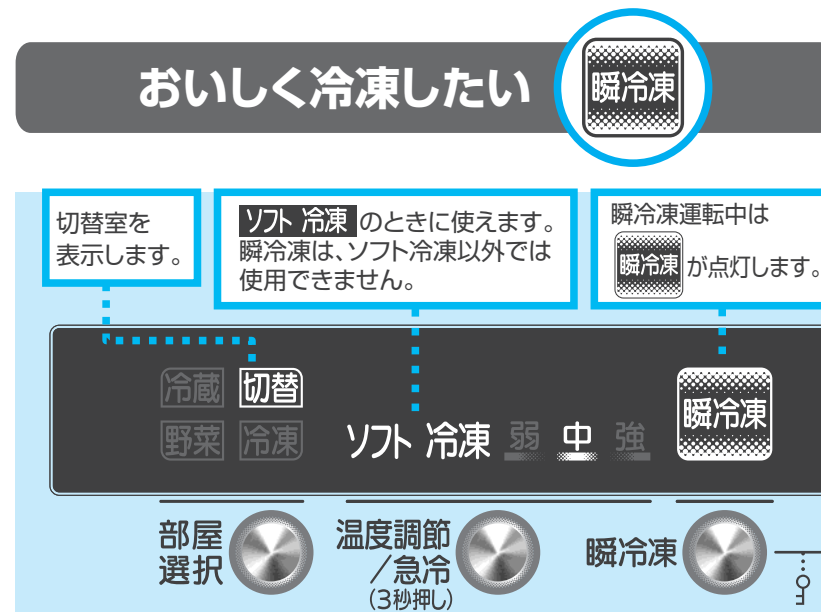 おいしく冷凍したい
瞬冷凍
切替室を
表示します。
ソフト 冷凍 のときに使えます。
瞬冷凍は、ソフト冷凍以外では
使用できません。
瞬冷凍運転中は
瞬冷凍 が点灯します。
冷蔵 切替
野菜 冷凍
ソフト 冷凍 弱 中 強
瞬冷凍
部屋
選択
温度調節
／急冷
(3秒押し)
瞬冷凍